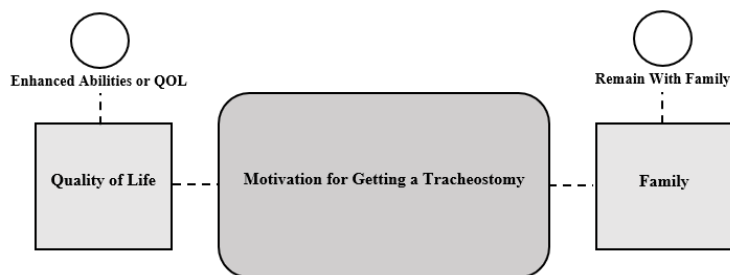 Enhanced Abilities or QOL
Remain With Family
Quality of Life
Motivation for Getting a Tracheostomy
Family